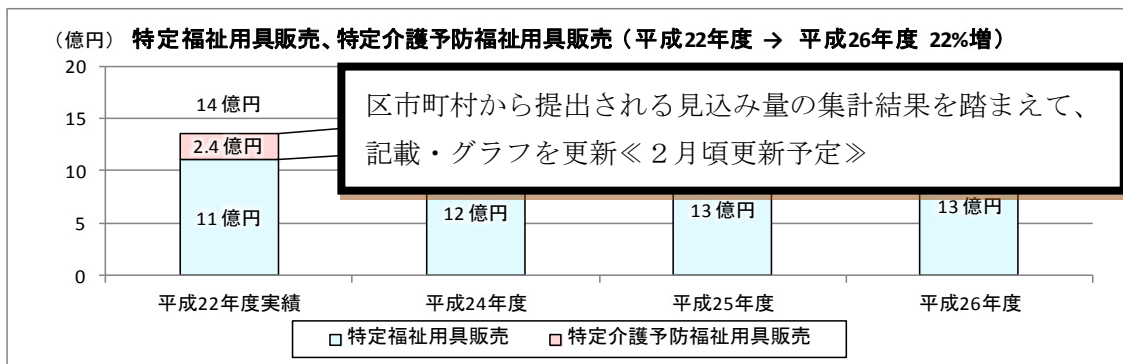 （億円） 特定福祉用具販売、特定介護予防福祉用具販売（平成22年度 → 平成26年度 22%増）
20
15
10
5
0
14 億円
2.4 億円
11 億円
区市町村から提出される見込み量の集計結果を踏まえて、
記載・グラフを更新≪２月頃更新予定≫
12 億円
13 億円
13 億円
平成22年度実績
平成24年度
平成25年度
平成26年度
特定福祉用具販売
特定介護予防福祉用具販売